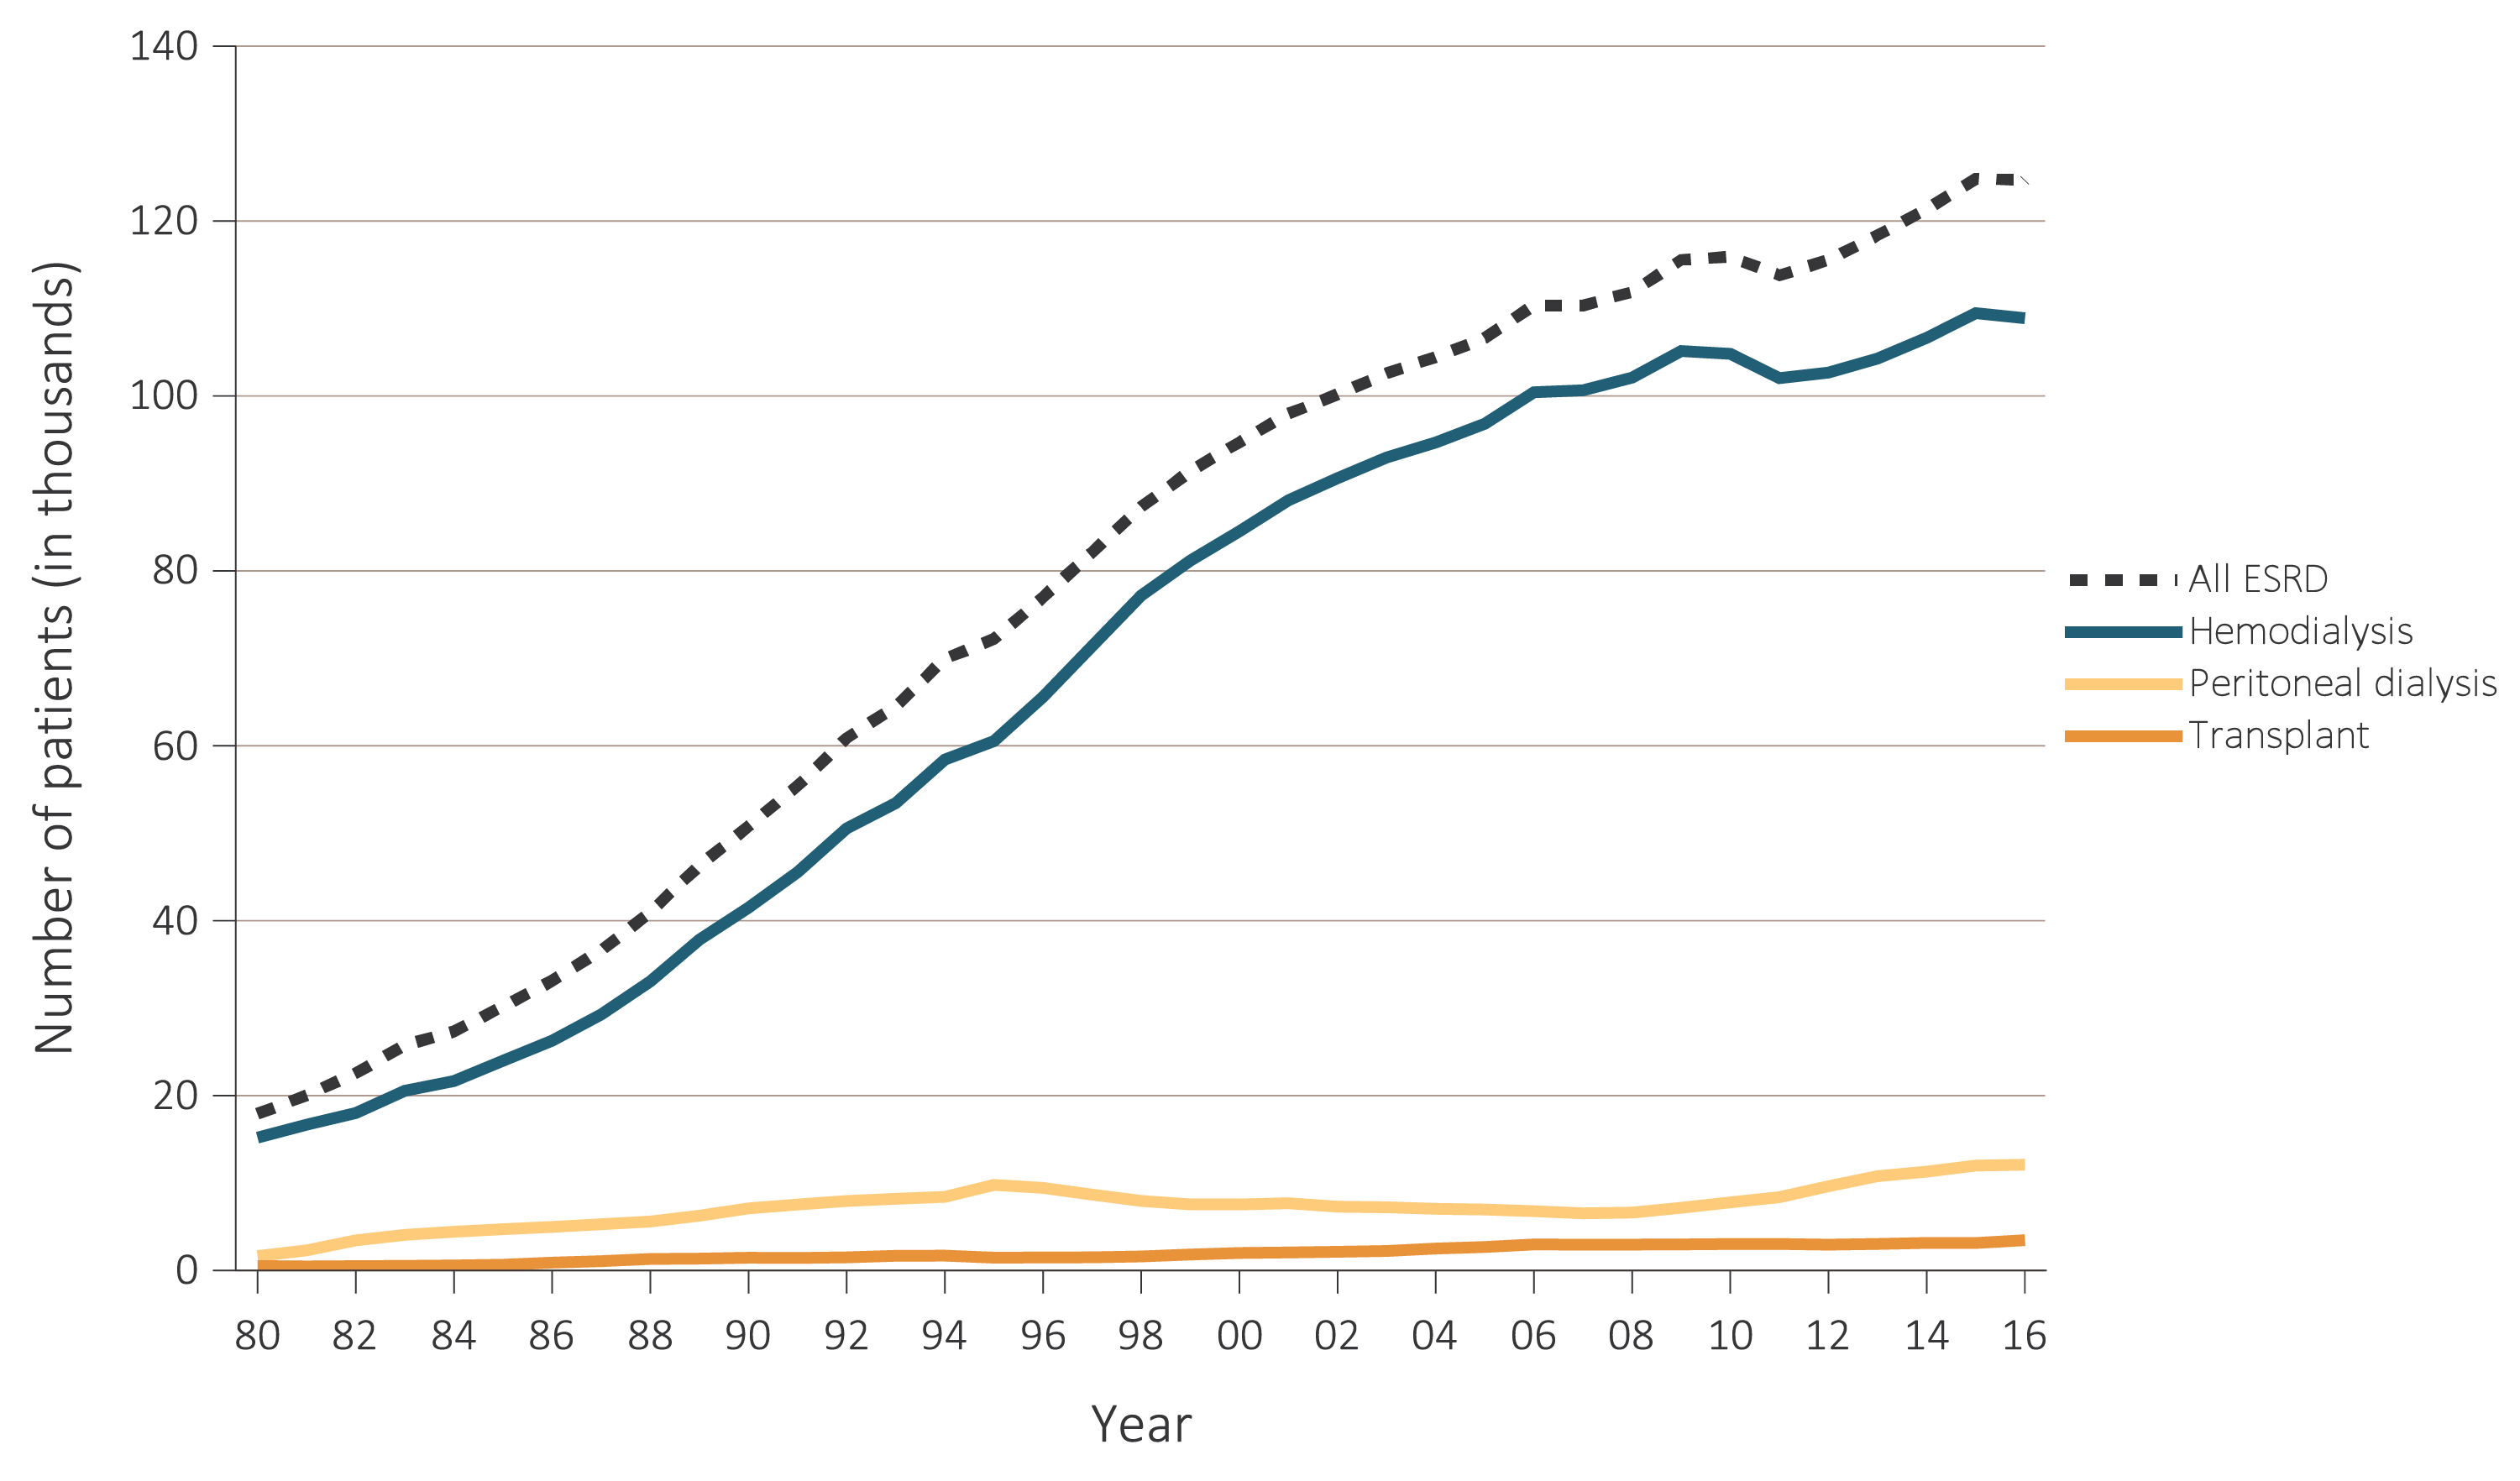 Number of patients (in thousands)
140
120
100
80
60
40
20
0
80 82 84 86 88 90 92 94 96 98 00 02 04 06 08 10 12 14 16
Year
All ESRD
Hemodialysis
Peritoneal dialysis
Transplant